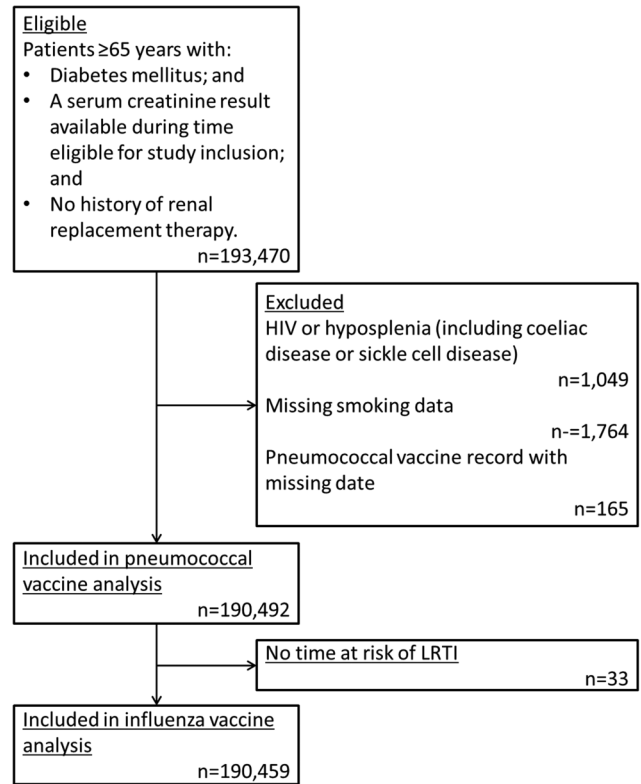 Eligible
Patients ≥65 years with:
• Diabetes mellitus; and
• A serum creatinine result
available during time
eligible for study inclusion;
and
• No history of renal
replacement therapy.
n=193,470
Excluded
HIV or hyposplenia (including coeliac
disease or sickle cell disease)
n=1,049
Missing smoking data
n-=1,764
Pneumococcal vaccine record with
missing date
n=165
Included in pneumococcal
vaccine analysis
n=190,492
No time at risk of LRTI
n=33
Included in influenza vaccine
analysis
n=190,459